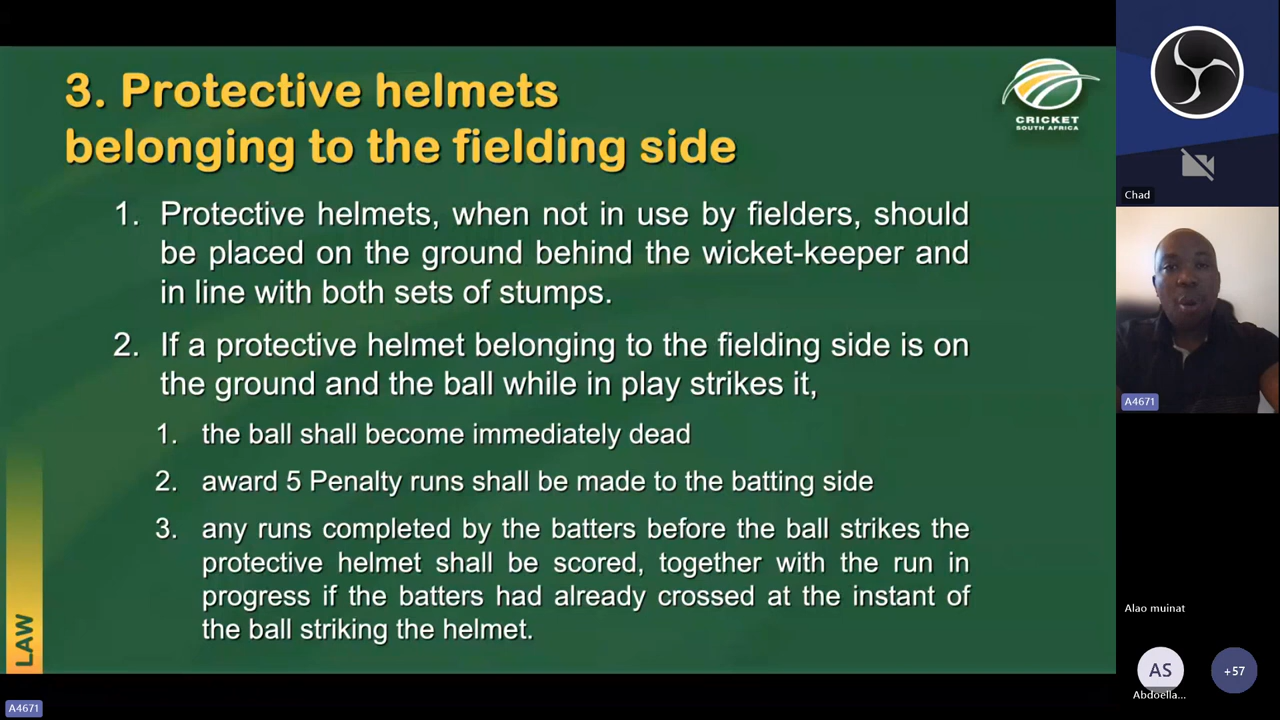 3. Protective helmets
belonging to the fielding side
CRICKET
SOUTH AFRICA
1. Protective helmets, when not in use by fielders, should
be placed on the ground behind the wicket-keeper and
in line with both sets of stumps.
2. If a protective helmet belonging to the fielding side is on
the ground and the ball while in play strikes it,
1. the ball shall become immediately dead
2. award 5 Penalty runs shall be made to the batting side
3. any runs completed by the batters before the ball strikes the
protective helmet shall be scored, together with the run in
progress if the batters had already crossed at the instant of
the ball striking the helmet.
LAW
A4671
Chad
A4671
Alao muinat
AS
Abdoella...
+57